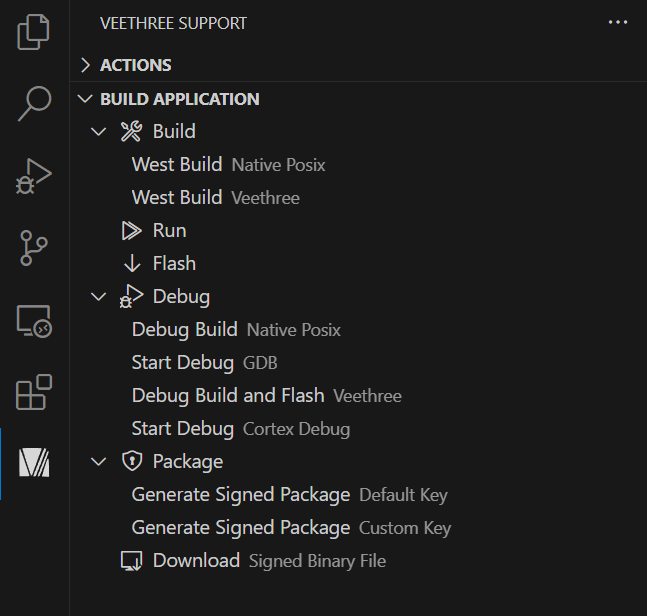 VEETHREE SUPPORT
ACTIONS
BUILD APPLICATION
Build
West Build Native Posix
West Build Veethree
Run
Flash
Debug
Debug Build Native Posix
Start Debug GDB
Debug Build and Flash Veethree
Start Debug Cortex Debug
Package
Generate Signed Package Default Key
Generate Signed Package Custom Key
Download Signed Binary File